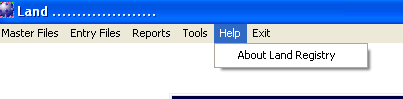 Land ....................
Master Files Entry Files Reports Tools Help Exit
About Land Registry